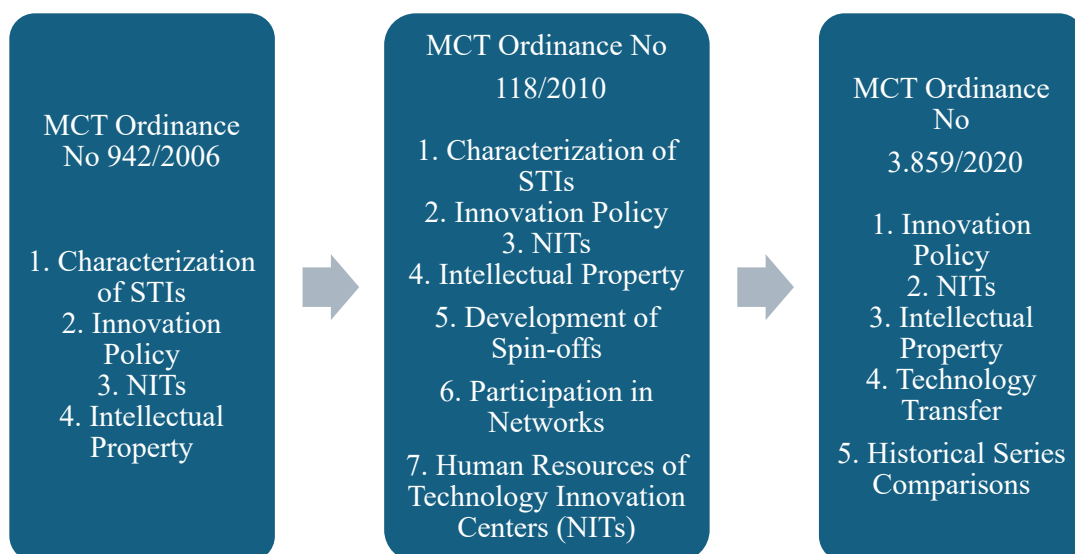 MCT Ordinance
No 942/2006
1. Characterization
of STIs
2. Innovation
Policy
3. NITs
4. Intellectual
Property
MCT Ordinance No
118/2010
1. Characterization of
STIs
2. Innovation Policy
3. NITs
4. Intellectual Property
5. Development of
Spin-offs
6. Participation in
Networks
7. Human Resources of
Technology Innovation
Centers (NITs)
MCT Ordinance
No
3.859/2020
1. Innovation
Policy
2. NITs
3. Intellectual
Property
4. Technology
Transfer
5. Historical Series
Comparisons